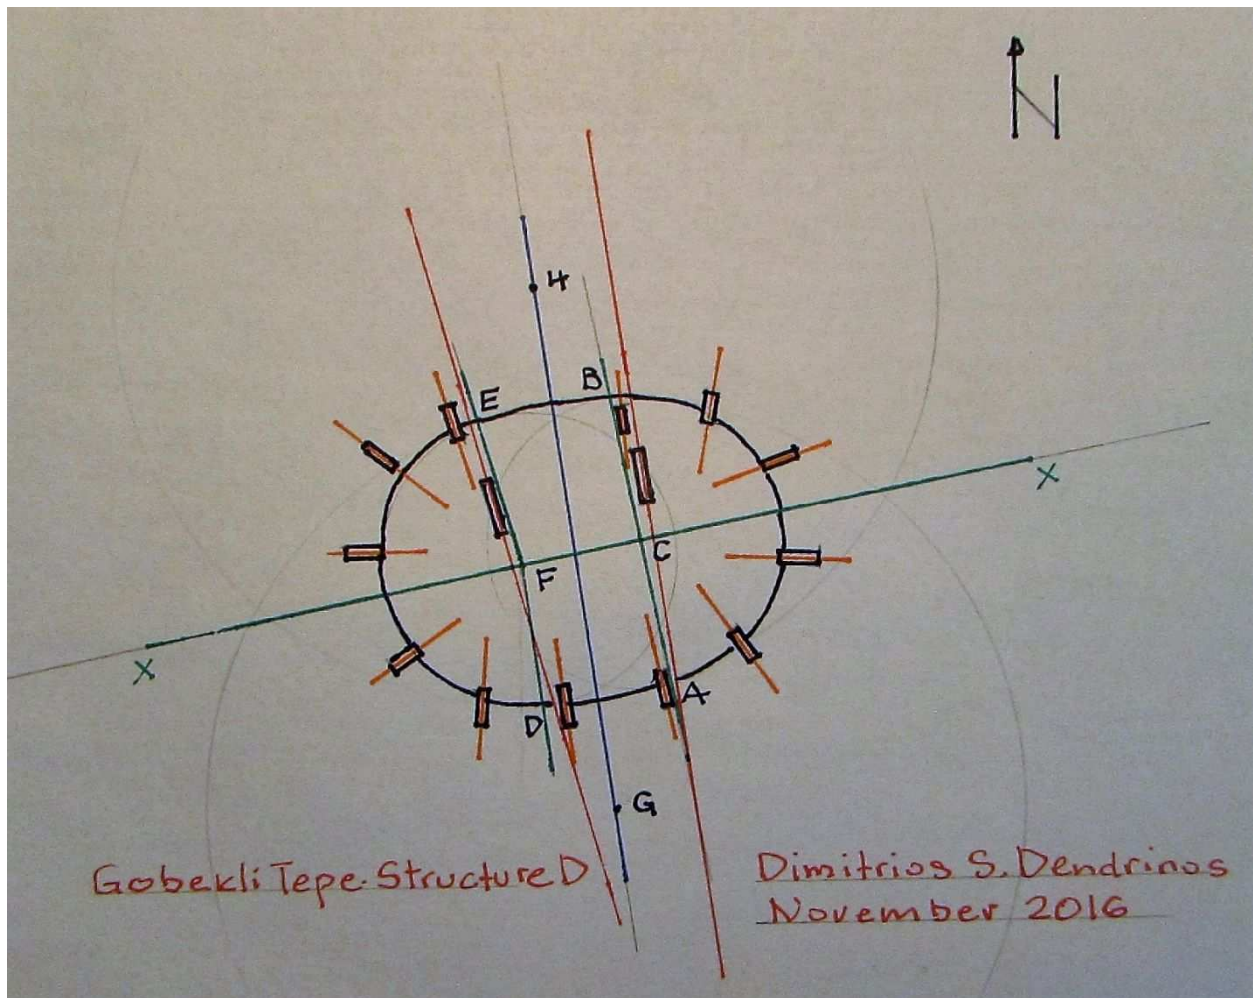 N
H
B
E
X
C
F
X
A
D
G
Gobekli Tepe. Structure D
Dimitrios S. Dendrinos
November 2016